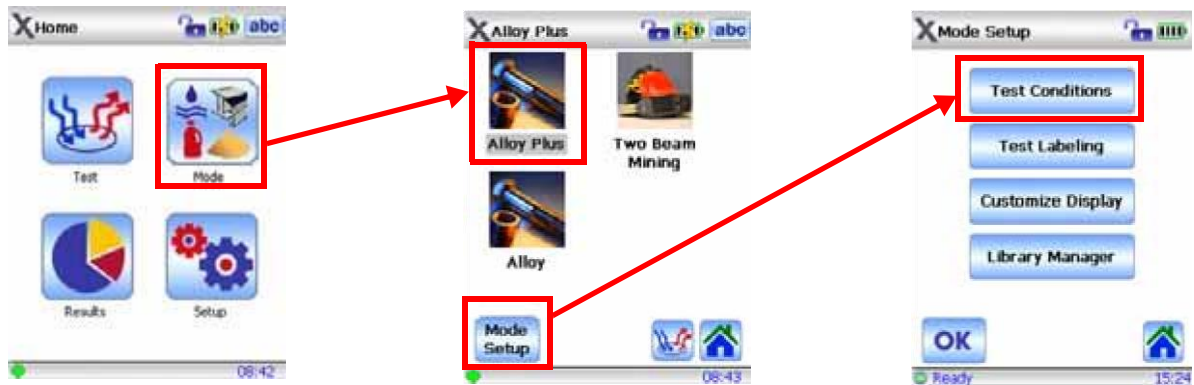 Home
abc
Test
Mode
Results
Setup
08:42
Alloy Plus
abc
Alloy Plus
Two Beam
Mining
Alloy
Mode
Setup
08:43
Mode Setup
Test Conditions
Test Labeling
Customize Display
Library Manager
OK
Ready
15:24